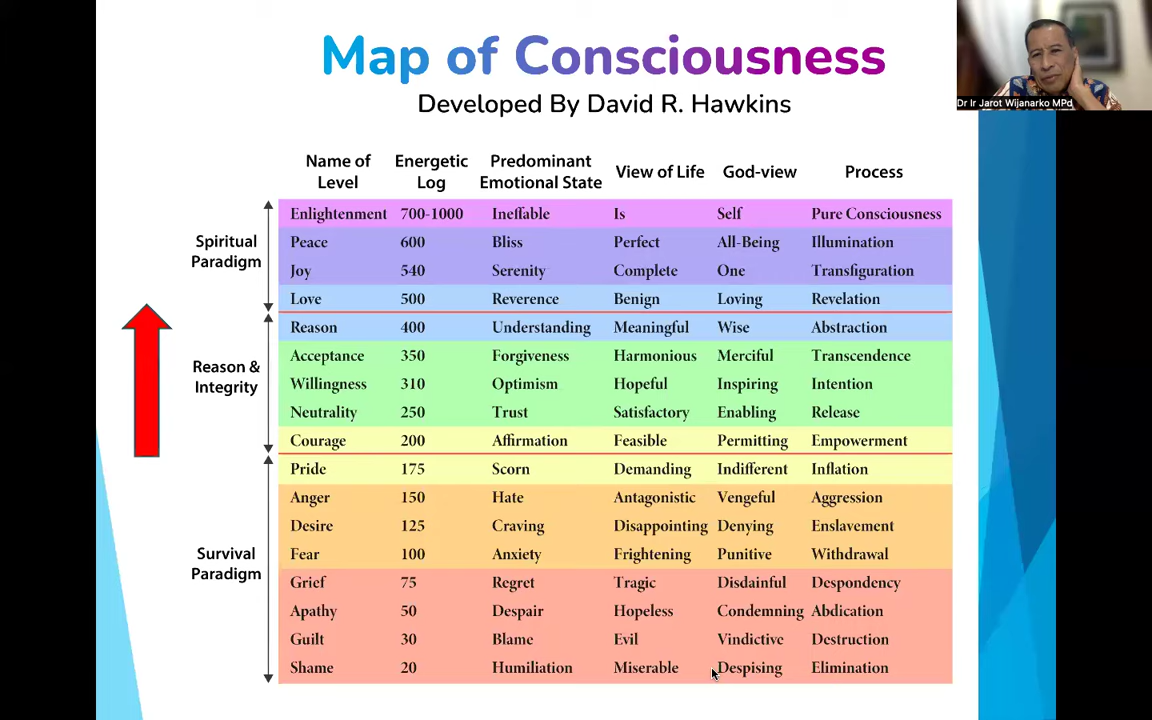 Map of Consciousness
Developed By David R. Hawkins
Dr Ir Jarot Wijanarko MPd
Name of Level Energetic Log Predominant Emotional State View of Life God-view Process
Spiritual Paradigm
Enlightenment 700-1000 Ineffable Is Self Pure Consciousness
Peace 600 Bliss Perfect All-Being Illumination
Joy 540 Serenity Complete One Transfiguration
Love 500 Reverence Benign Loving Revelation
Reason & Integrity
Reason 400 Understanding Meaningful Wise Abstraction
Acceptance 350 Forgiveness Harmonious Merciful Transcendence
Willingness 310 Optimism Hopeful Inspiring Intention
Neutrality 250 Trust Satisfactory Enabling Release
Courage 200 Affirmation Feasible Permitting Empowerment
Survival Paradigm
Pride 175 Scorn Demanding Indifferent Inflation
Anger 150 Hate Antagonistic Vengeful Aggression
Desire 125 Craving Disappointing Denying Enslavement
Fear 100 Anxiety Frightening Punitive Withdrawal
Grief 75 Regret Tragic Disdainful Despondency
Apathy 50 Despair Hopeless Condemning Abdication
Guilt 30 Blame Evil Vindictive Destruction
Shame 20 Humiliation Miserable Despising Elimination